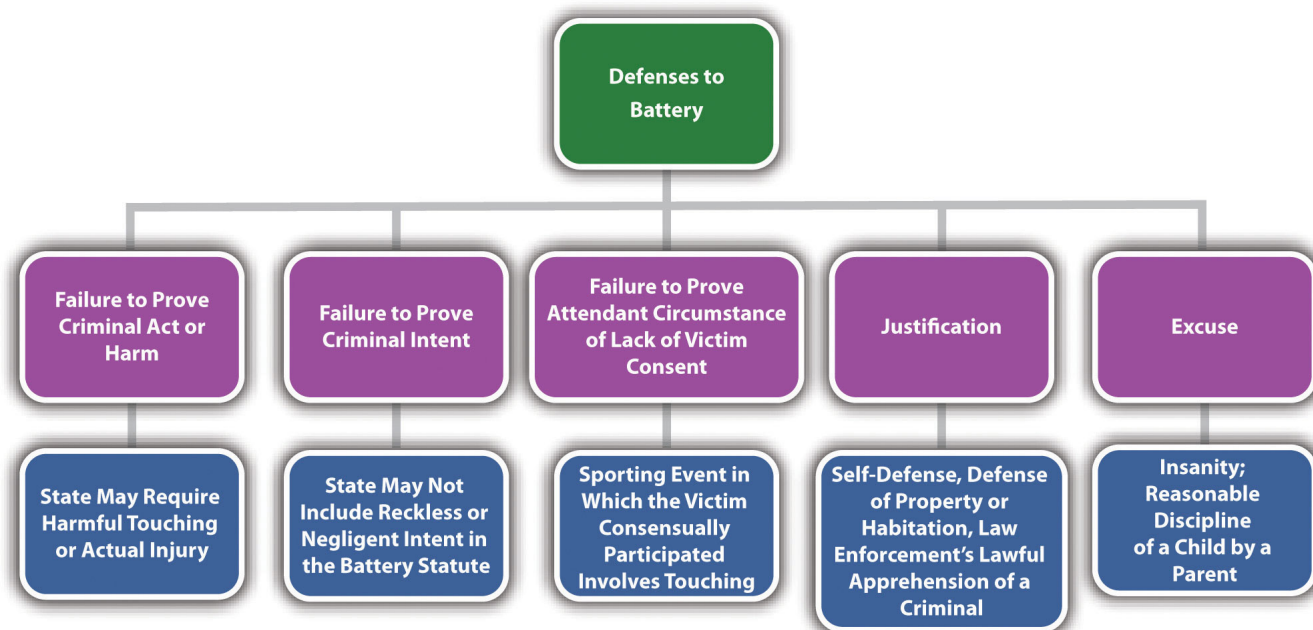 Defenses to
Battery
Failure to Prove
Criminal Act or
Harm
Failure to Prove
Criminal Intent
Failure to Prove
Attendant Circumstance
of Lack of Victim
Consent
Justification
Excuse
State May Require
Harmful Touching
or Actual Injury
State May Not
Include Reckless or
Negligent Intent in
the Battery Statute
Sporting Event in
Which the Victim
Consensually
Participated
Involves Touching
Self-Defense, Defense
of Property or
Habitation, Law
Enforcement’s Lawful
Apprehension of a
Criminal
Insanity;
Reasonable
Discipline
of a Child by a
Parent